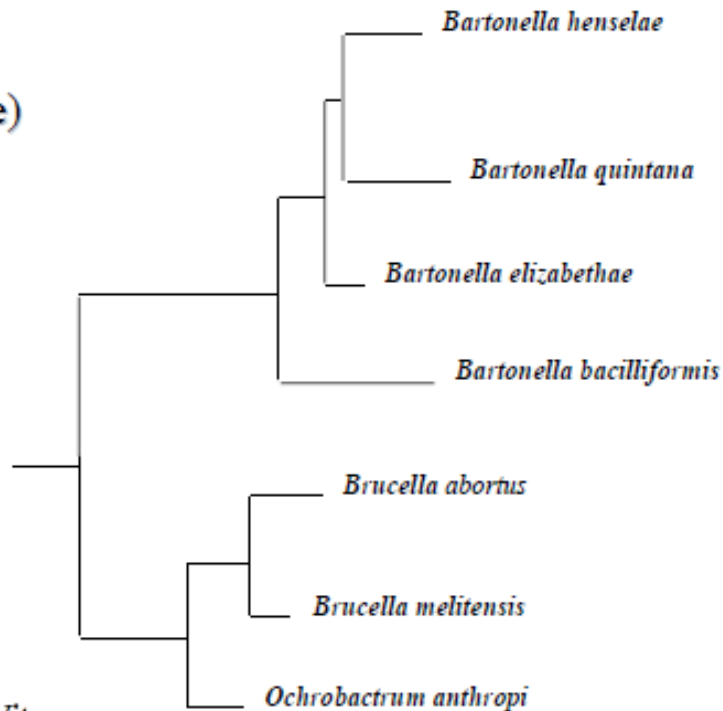 Bartonella henselae
e)
Bartonella quintana
Bartonella elizabethae
Bartonella bacilliformis
Brucella abortus
Brucella melitensis
Ochrobactrum anthropi